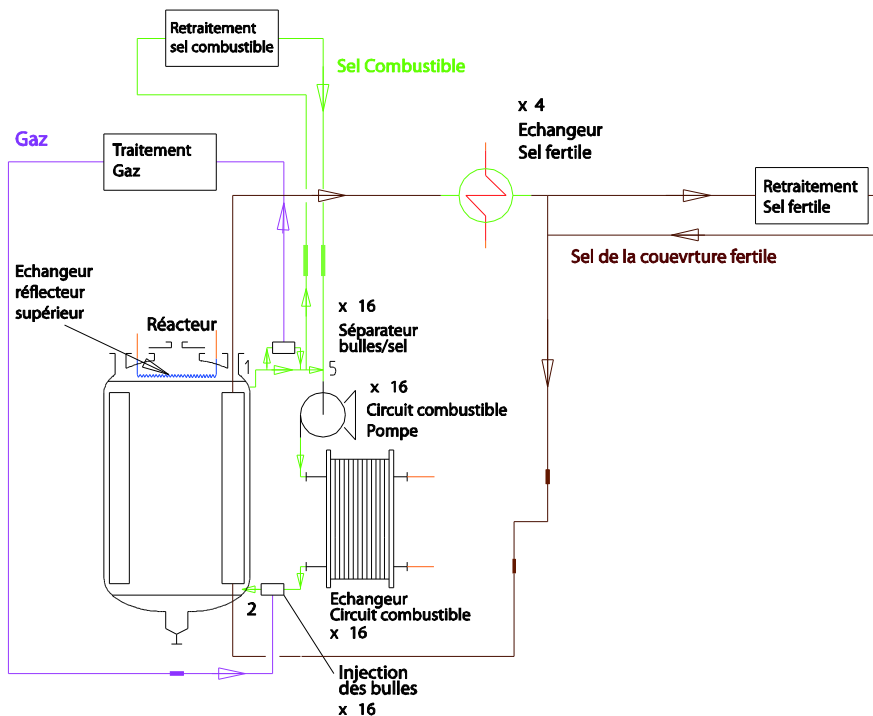 Retraitement
sel combustible
Sel Combustible
x 4
Echangeur
Sel fertile
Gaz
Traitement
Gaz
Retraitement
Sel fertile
Sel de la couevrture fertile
Echangeur
réflecteur
supérieur
Réacteur
x 16
Séparateur
bulles/sel
1
5
x 16
Circuit combustible
Pompe
2
Echangeur
Circuit combustible
x 16
Injection
des bulles
x 16